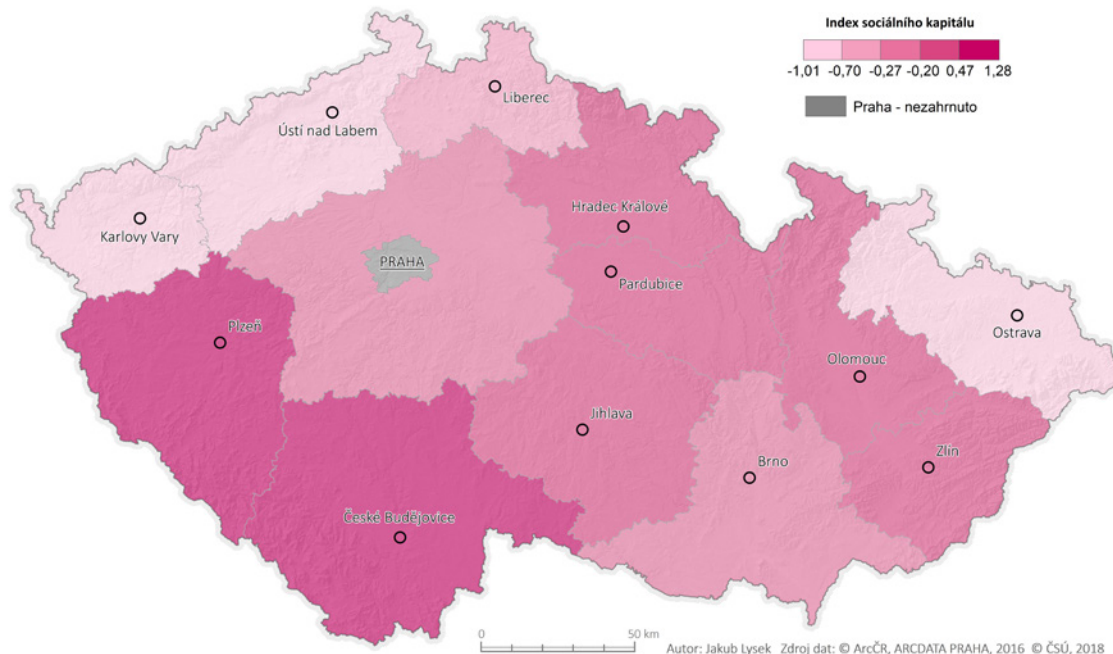 Index sociálního kapitálu
-1,01 -0,70 -0,27 -0,20 0,47 1,28
Praha - nezahrnuto
Liberec
Ústí nad Labem
Karlovy Vary
Hradec Králové
PRAHA
Pardubice
Plzeň
Ostrava
Olomouc
Jihlava
Brno
Zlín
České Budějovice
0 50 km
Autor: Jakub Lysek Zdroj dat: © ArcČR, ARCDATA PRAHA, 2016 © ČSÚ, 2018